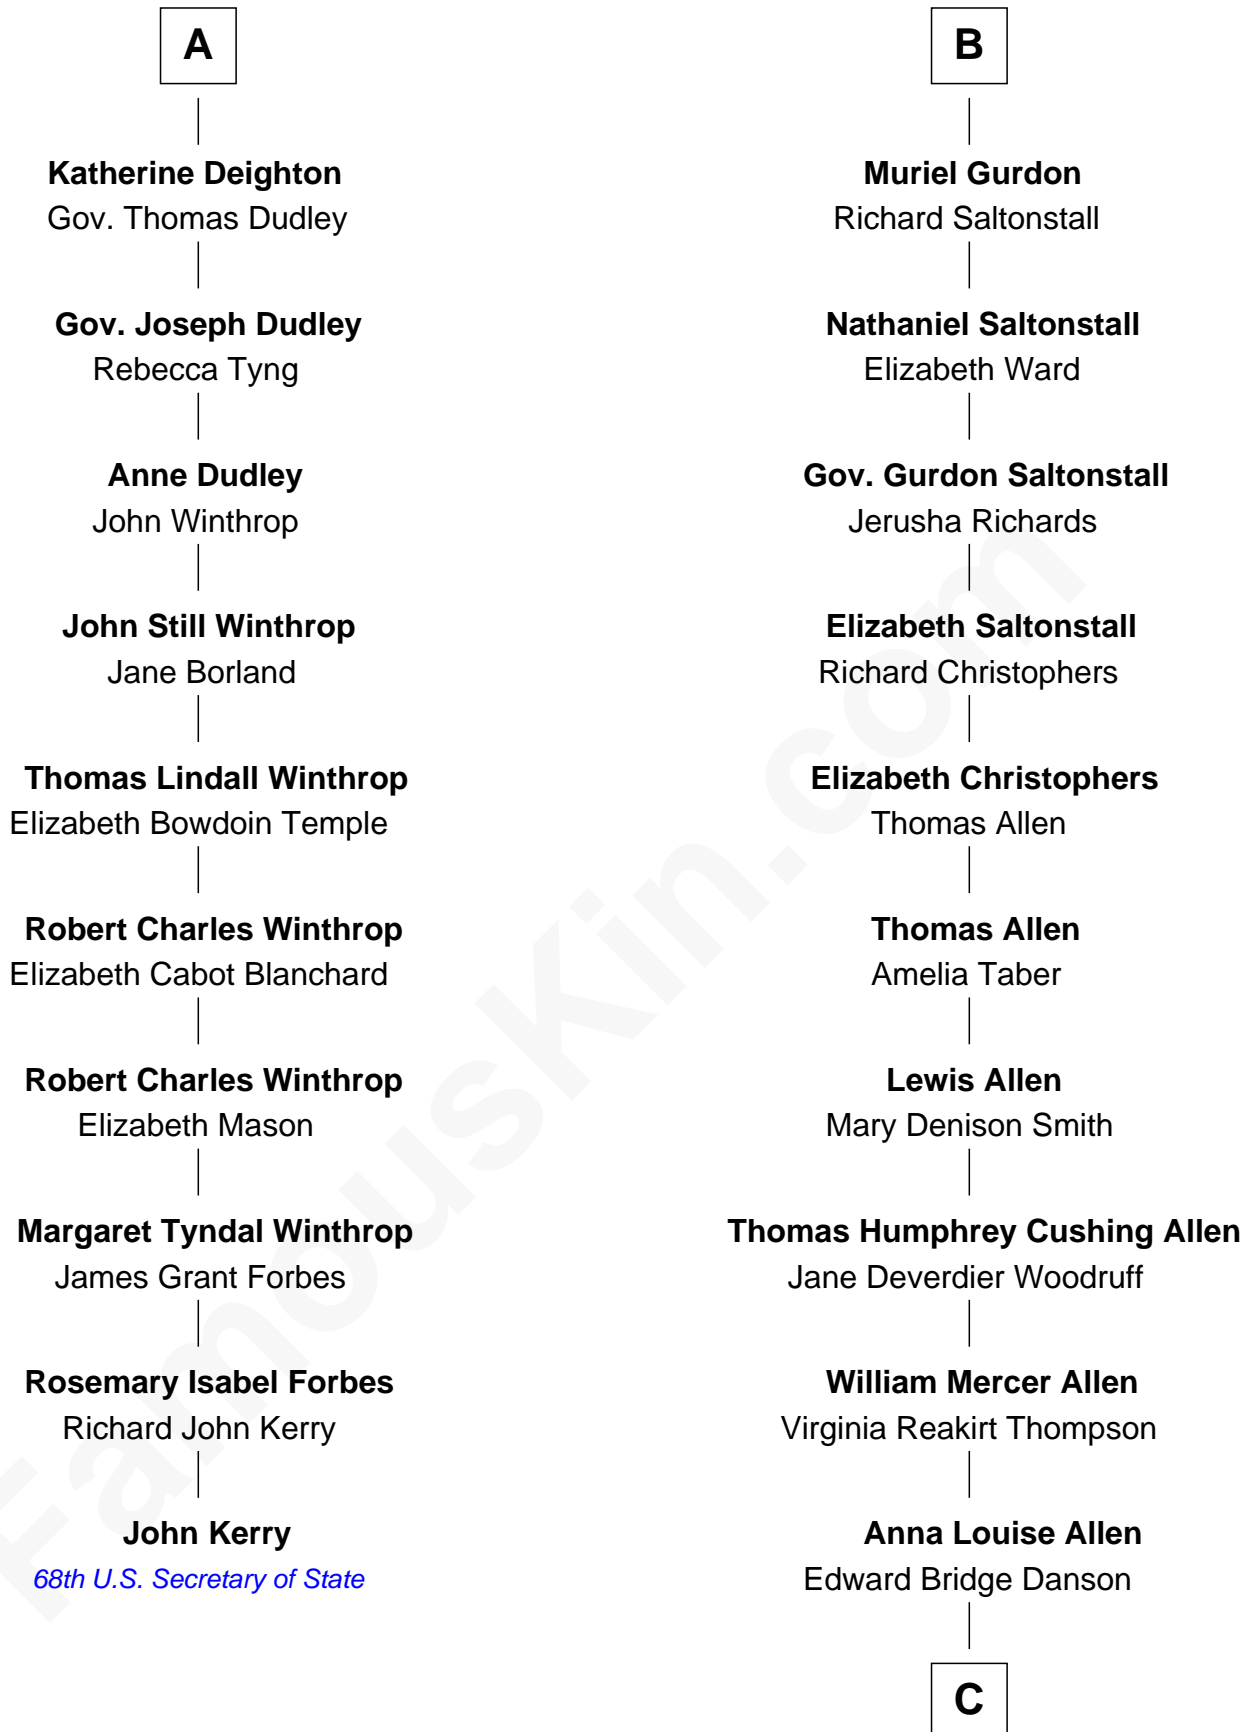 A
Katherine Deighton
Gov. Thomas Dudley
Gov. Joseph Dudley
Rebecca Tyng
Anne Dudley
John Winthrop
John Still Winthrop
Jane Borland
Thomas Lindall Winthrop
Elizabeth Bowdoin Temple
Robert Charles Winthrop
Elizabeth Cabot Blanchard
Robert Charles Winthrop
Elizabeth Mason
Margaret Tyndal Winthrop
James Grant Forbes
Rosemary Isabel Forbes
Richard John Kerry
John Kerry
68th U.S. Secretary of State
B
Muriel Gurdon
Richard Saltonstall
Nathaniel Saltonstall
Elizabeth Ward
Gov. Gurdon Saltonstall
Jerusha Richards
Elizabeth Saltonstall
Richard Christophers
Elizabeth Christophers
Thomas Allen
Thomas Allen
Amelia Taber
Lewis Allen
Mary Denison Smith
Thomas Humphrey Cushing Allen
Jane Deverdier Woodruff
William Mercer Allen
Virginia Reakirt Thompson
Anna Louise Allen
Edward Bridge Danson
C
FamousKin.com